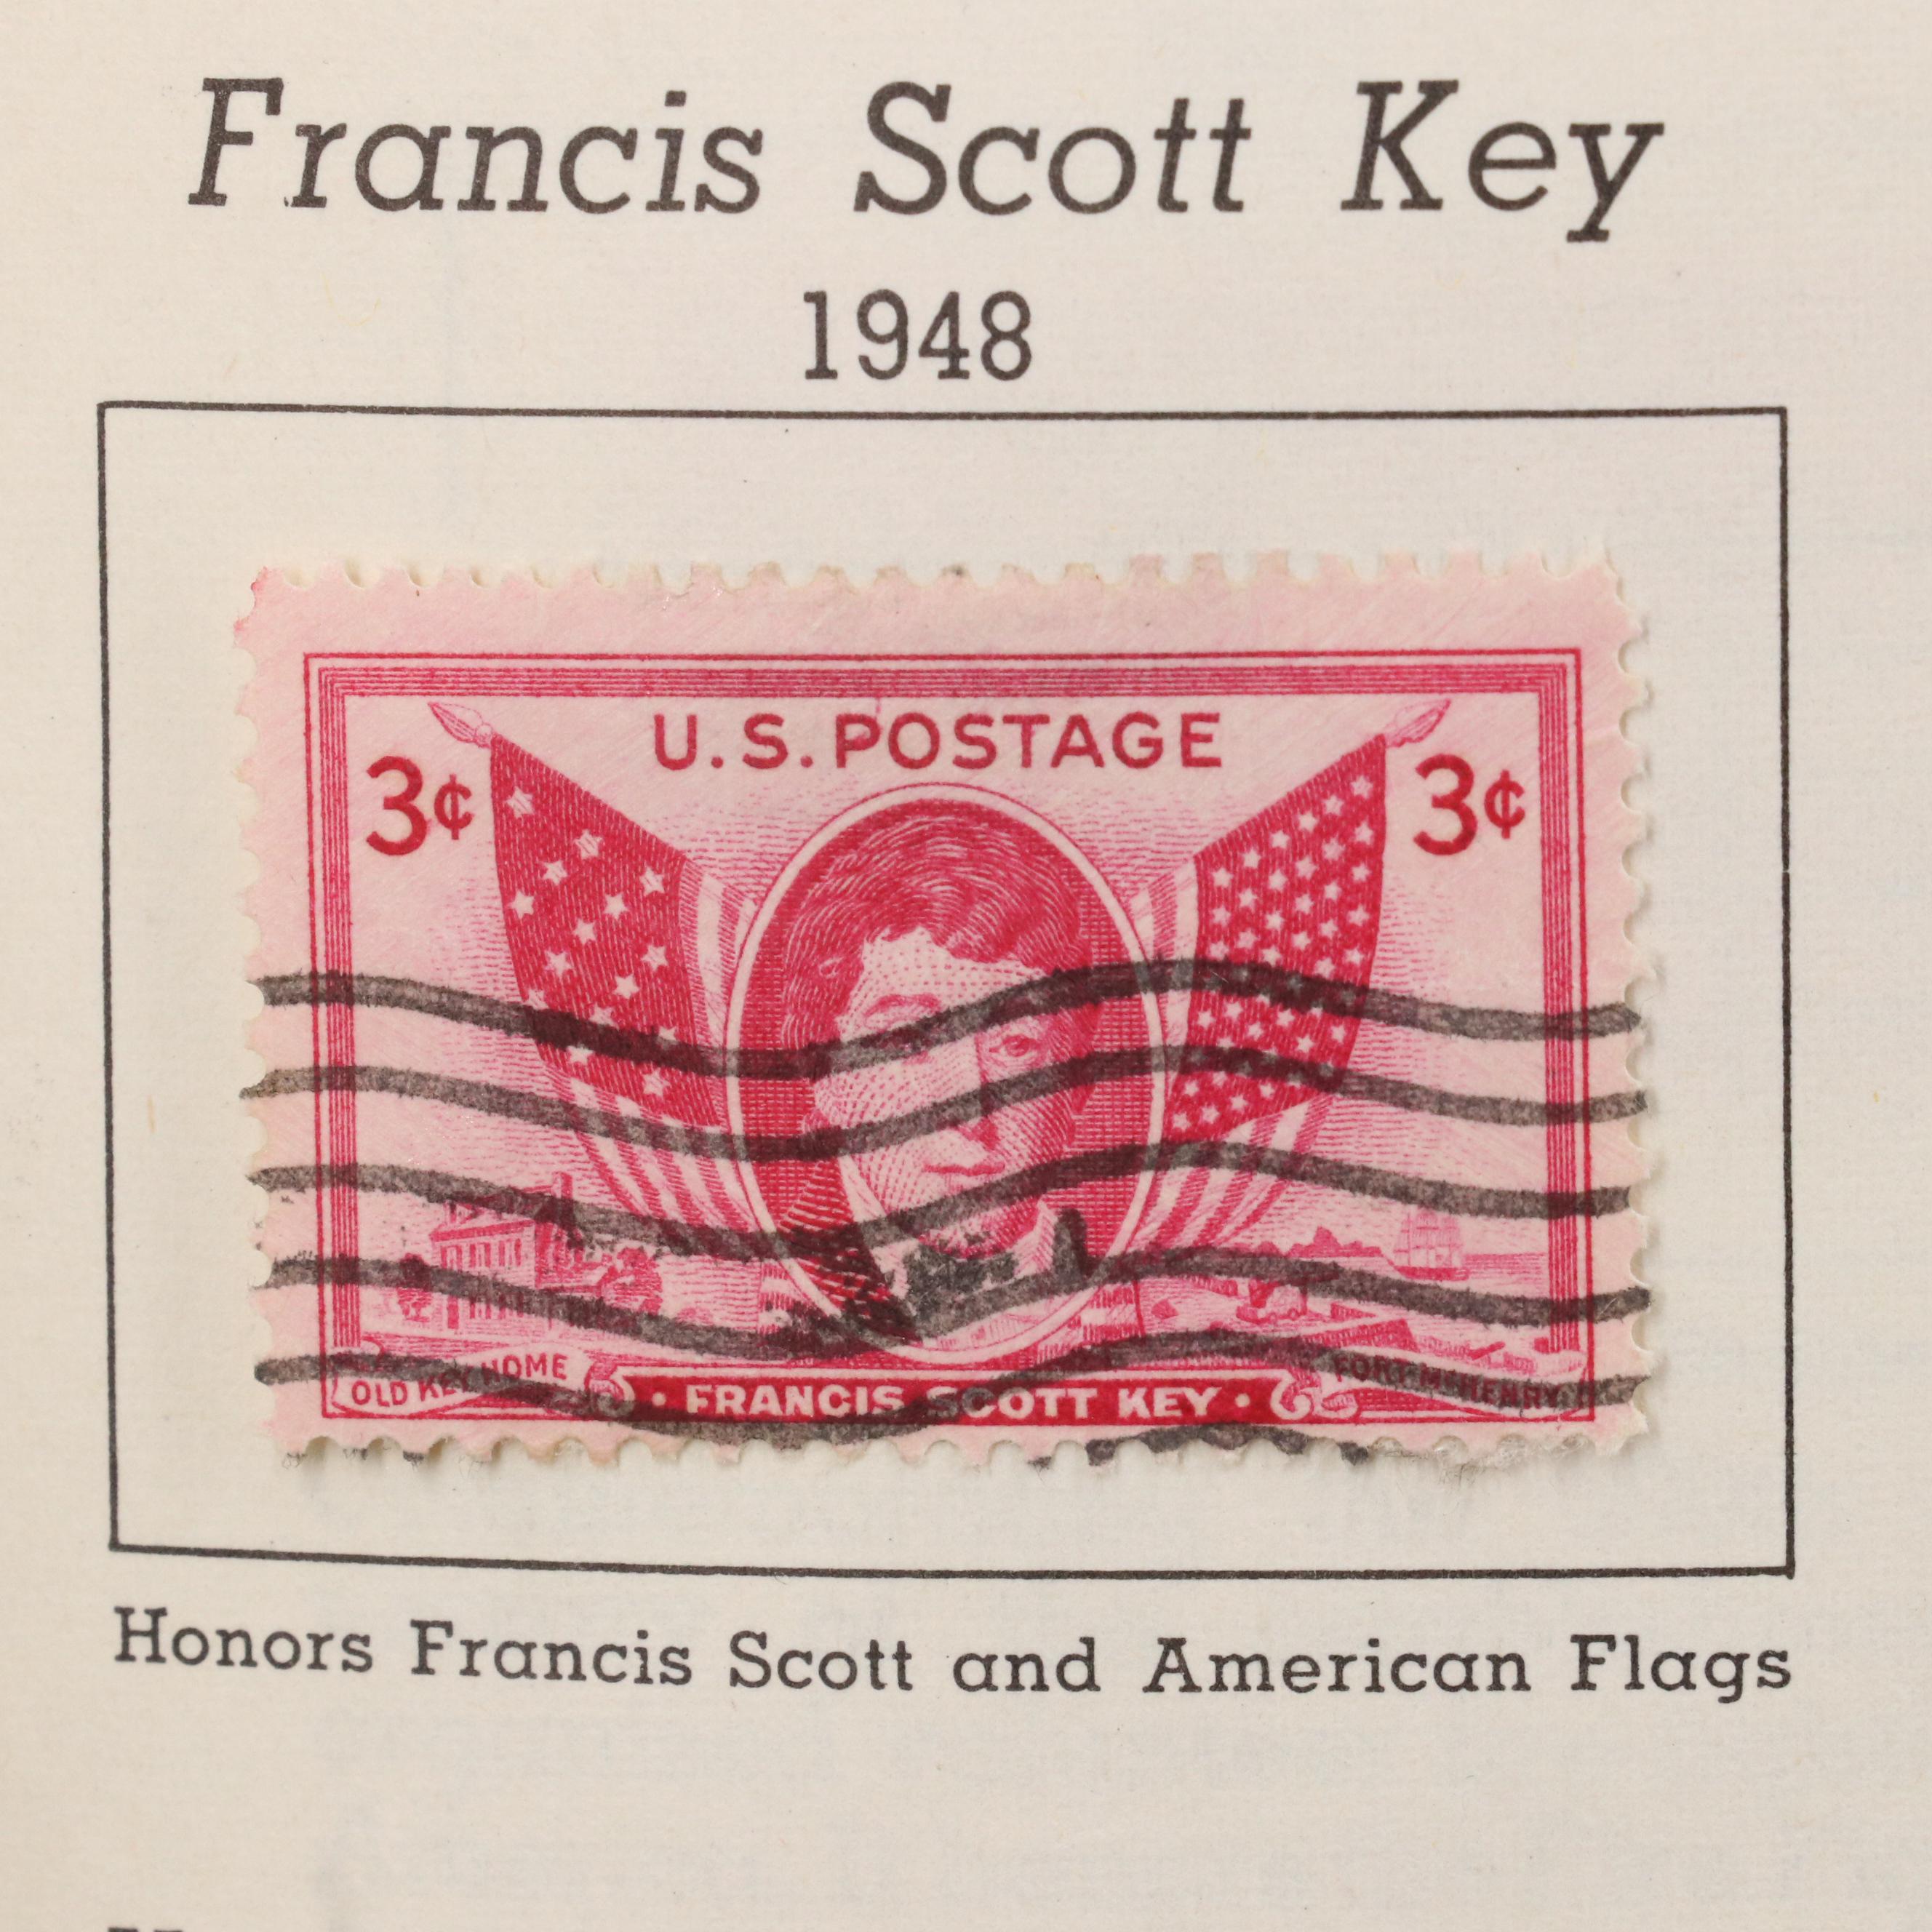 Francis Scott Key
1948
U.S. POSTAGE
3¢ 3¢
OLD KEY HOME
FRANCIS SCOTT KEY
FORT McHENRY
Honors Francis Scott and American Flags